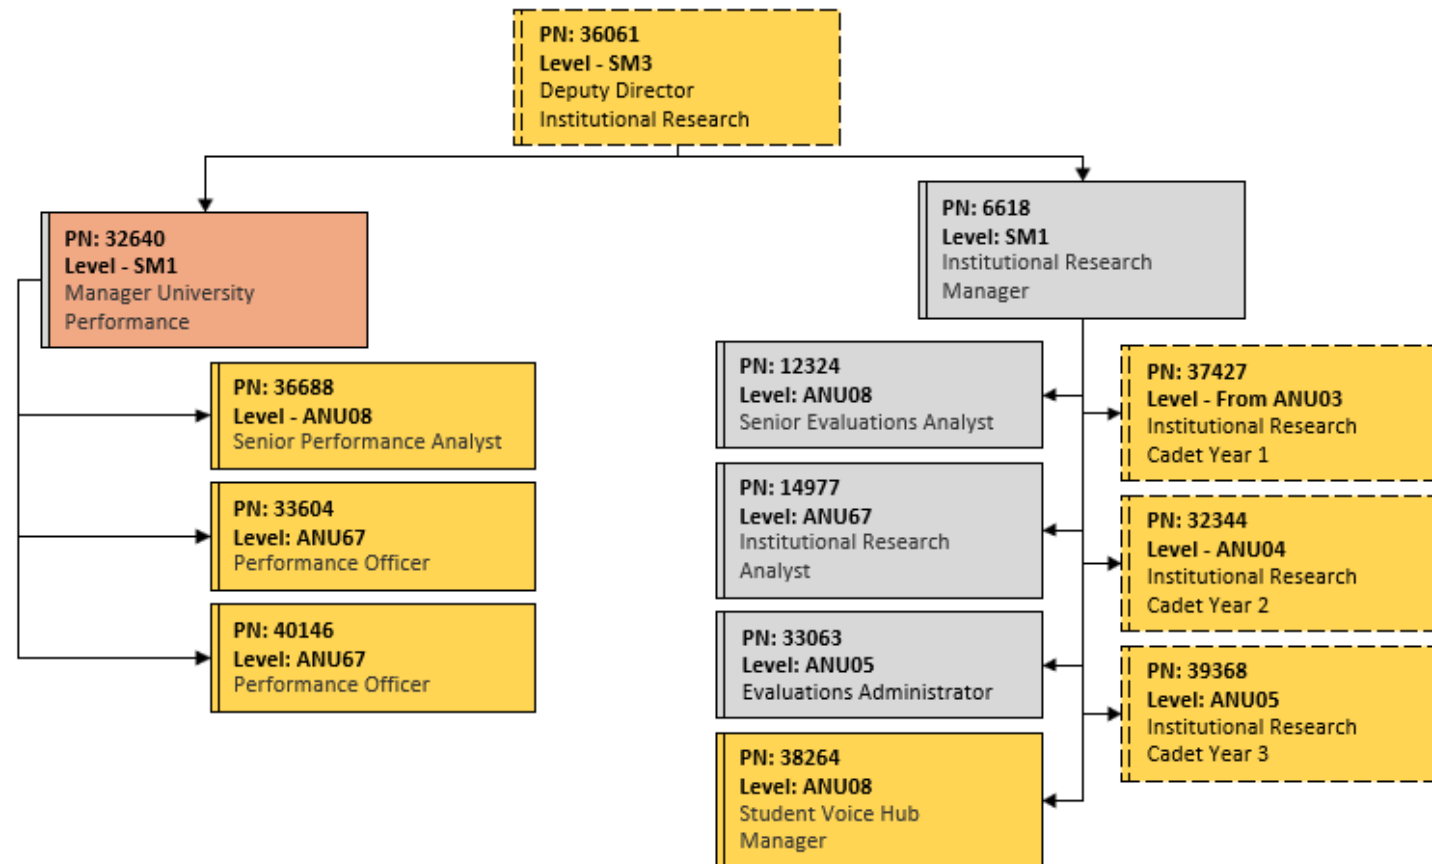 PN: 36061
Level - SM3
Deputy Director
Institutional Research
PN: 32640
Level - SM1
Manager University
Performance
PN: 36688
Level - ANU08
Senior Performance Analyst
PN: 33604
Level: ANU67
Performance Officer
PN: 40146
Level: ANU67
Performance Officer
PN: 6618
Level: SM1
Institutional Research
Manager
PN: 12324
Level: ANU08
Senior Evaluations Analyst
PN: 14977
Level: ANU67
Institutional Research
Analyst
PN: 33063
Level: ANU05
Evaluations Administrator
PN: 38264
Level: ANU08
Student Voice Hub
Manager
PN: 37427
Level - From ANU03
Institutional Research
Cadet Year 1
PN: 32344
Level - ANU04
Institutional Research
Cadet Year 2
PN: 39368
Level: ANU05
Institutional Research
Cadet Year 3